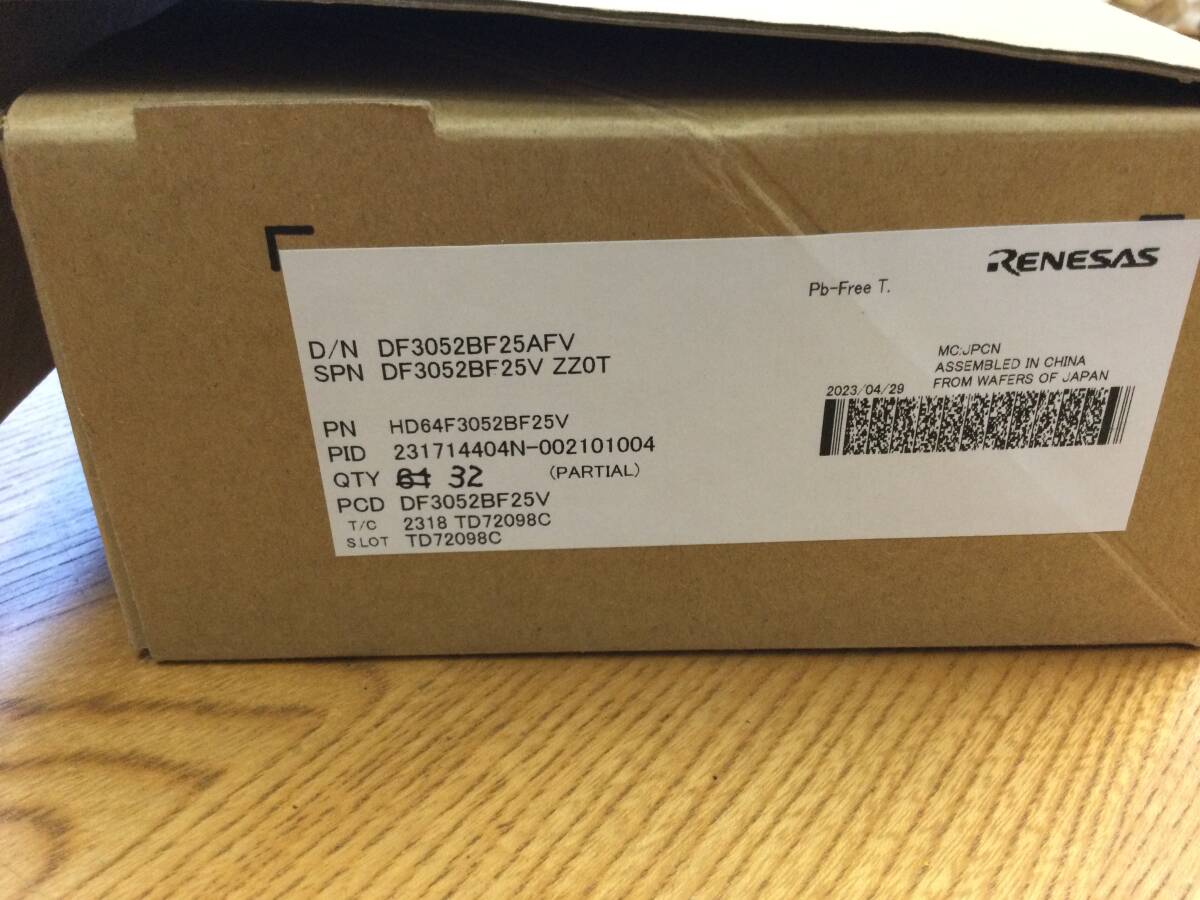 RENESAS
Pb-Free T.
D/N DF3052BF25AFV
SPN DF3052BF25V ZZ0T
MC:JPCN
ASSEMBLED IN CHINA
FROM WAFERS OF JAPAN
2023/04/29
PN HD64F3052BF25V
PID 231714404N-002101004
QTY 64 32 (PARTIAL)
PCD DF3052BF25V
T/C 2318 TD72098C
S.LOT TD72098C